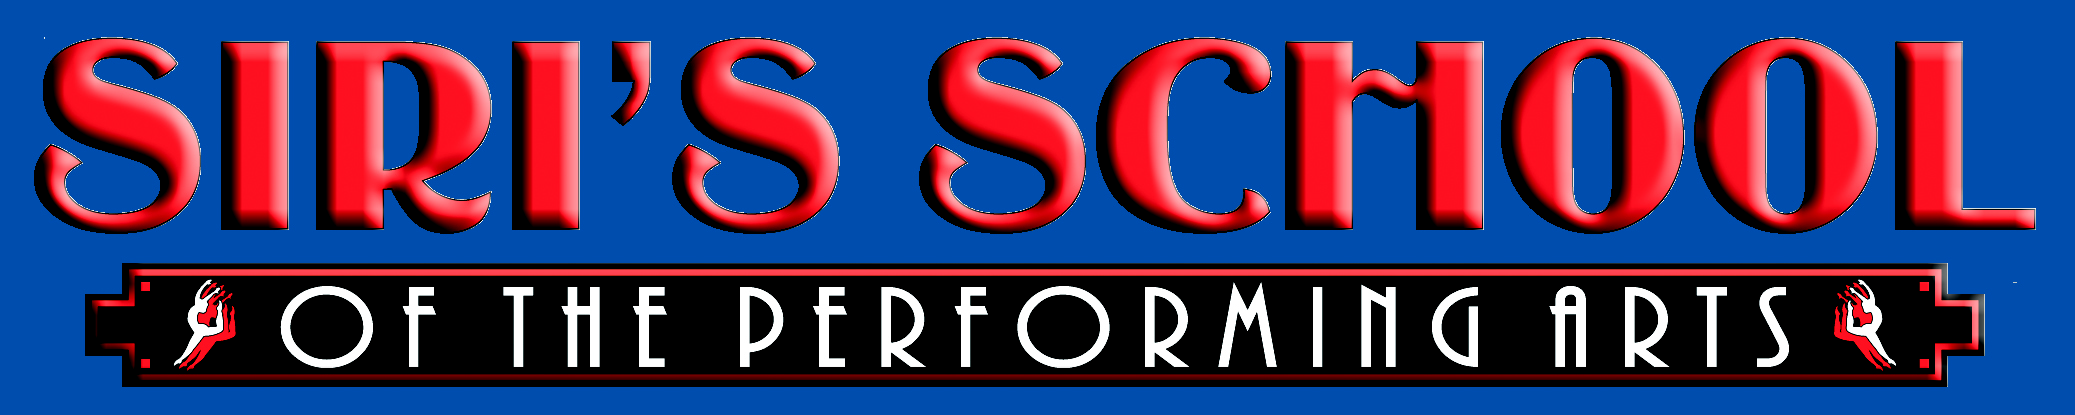 SIRI'S SCHOOL
OF THE PERFORMING ARTS